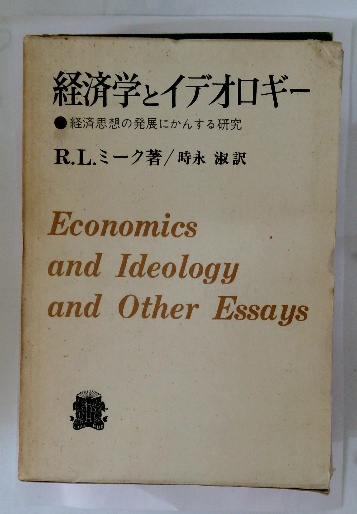 経済学とイデオロギー
●経済思想の発展にかんする研究
R.L.ミーク著/時永 淑訳
Economics
and Ideology
and Other Essays